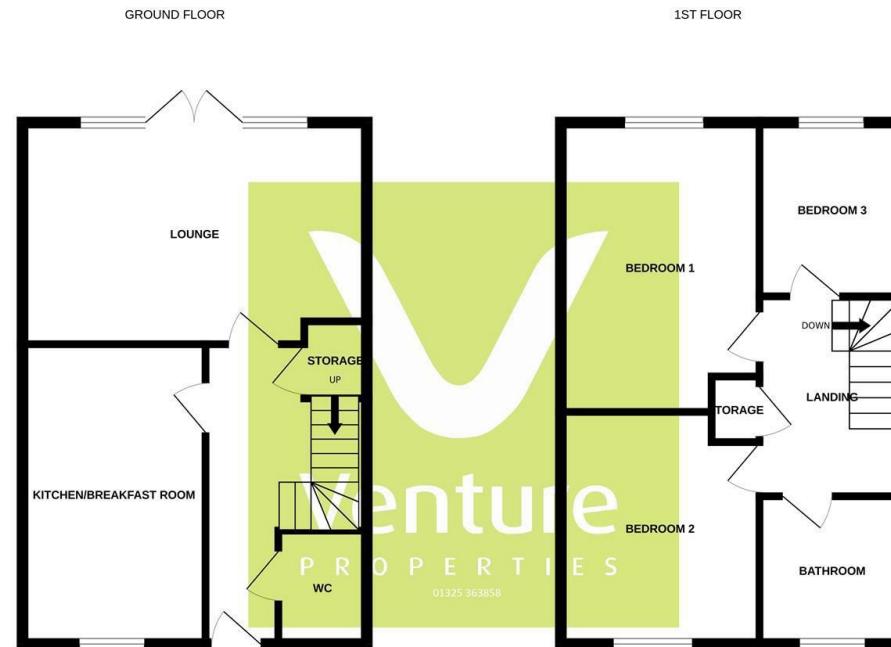 GROUND FLOOR
1ST FLOOR
LOUNGE
STORAGE
UP
KITCHEN/BREAKFAST ROOM
WC
BEDROOM 1
BEDROOM 3
DOWN
LANDING
TORAGE
BEDROOM 2
BATHROOM
Venture
PROPERTIES
01325 363858